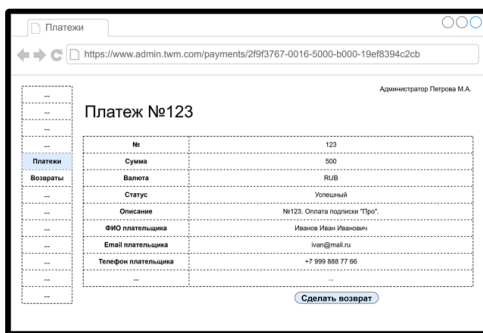 Платежи
https://www.admin.twm.com/payments/2f9f3767-0016-5000-b000-19ef8394c2cb
Администратор Петрова М.А.
Платеж №123
...
...
...
...
Платежи
Возвраты
...
...
...
...
...
...
№ 123
Сумма 500
Валюта RUB
Статус Успешный
Описание №123. Оплата подписки "Про".
ФИО плательщика Иванов Иван Иванович
Email плательщика ivan@mail.ru
Телефон плательщика +7 999 888 77 66
... ...
Сделать возврат